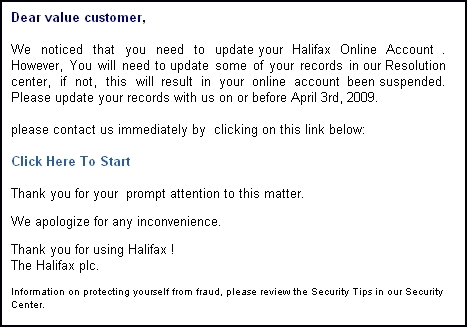 Dear value customer,
We noticed that you need to update your Halifax Online Account .
However, You will need to update some of your records in our Resolution
center, if not, this will result in your online account been suspended.
Please update your records with us on or before April 3rd, 2009.
please contact us immediately by clicking on this link below:
Click Here To Start
Thank you for your prompt attention to this matter.
We apologize for any inconvenience.
Thank you for using Halifax !
The Halifax plc.
Information on protecting yourself from fraud, please review the Security Tips in our Security
Center.